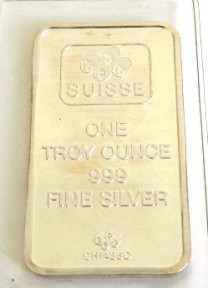 SUISSE
ONE
TROY OUNCE
999
FINE SILVER
CHIASSO